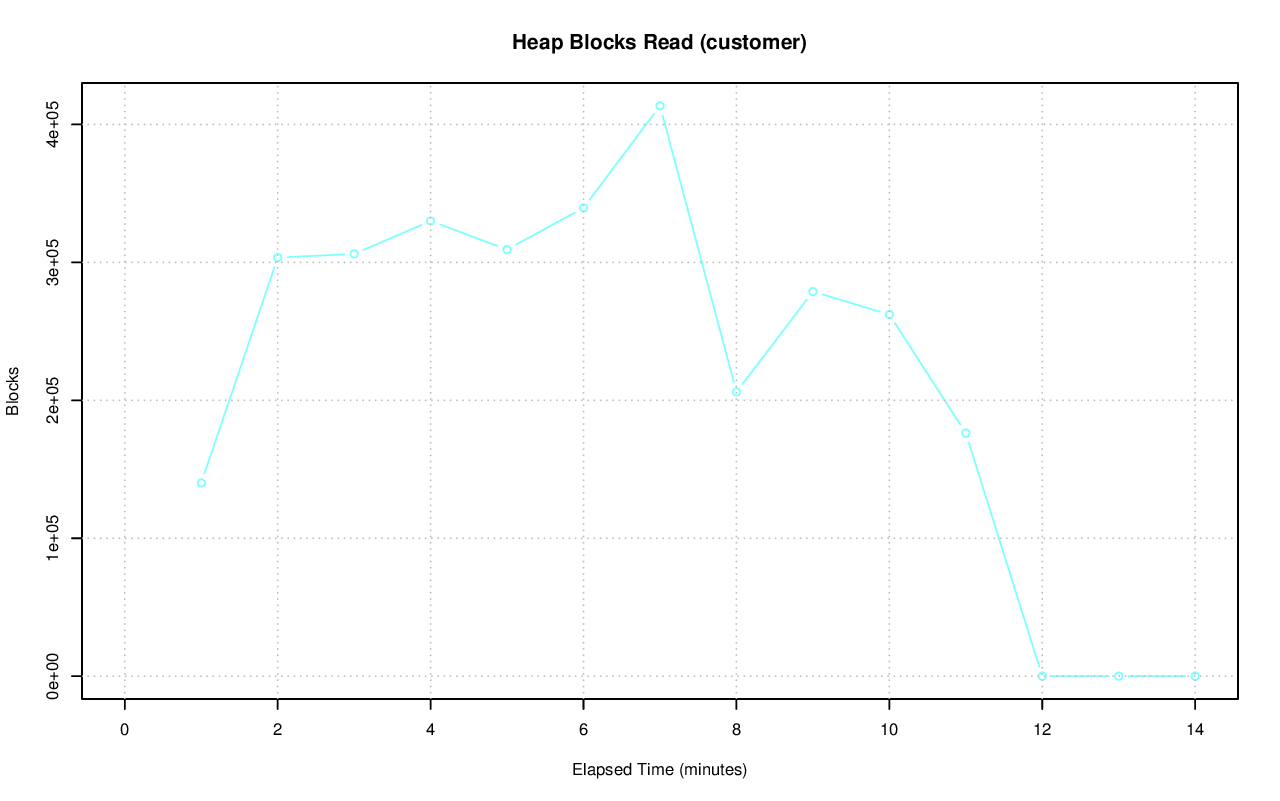 Heap Blocks Read (customer)
4e+05
3e+05
2e+05
1e+05
0e+00
Blocks
0 2 4 6 8 10 12 14
Elapsed Time (minutes)